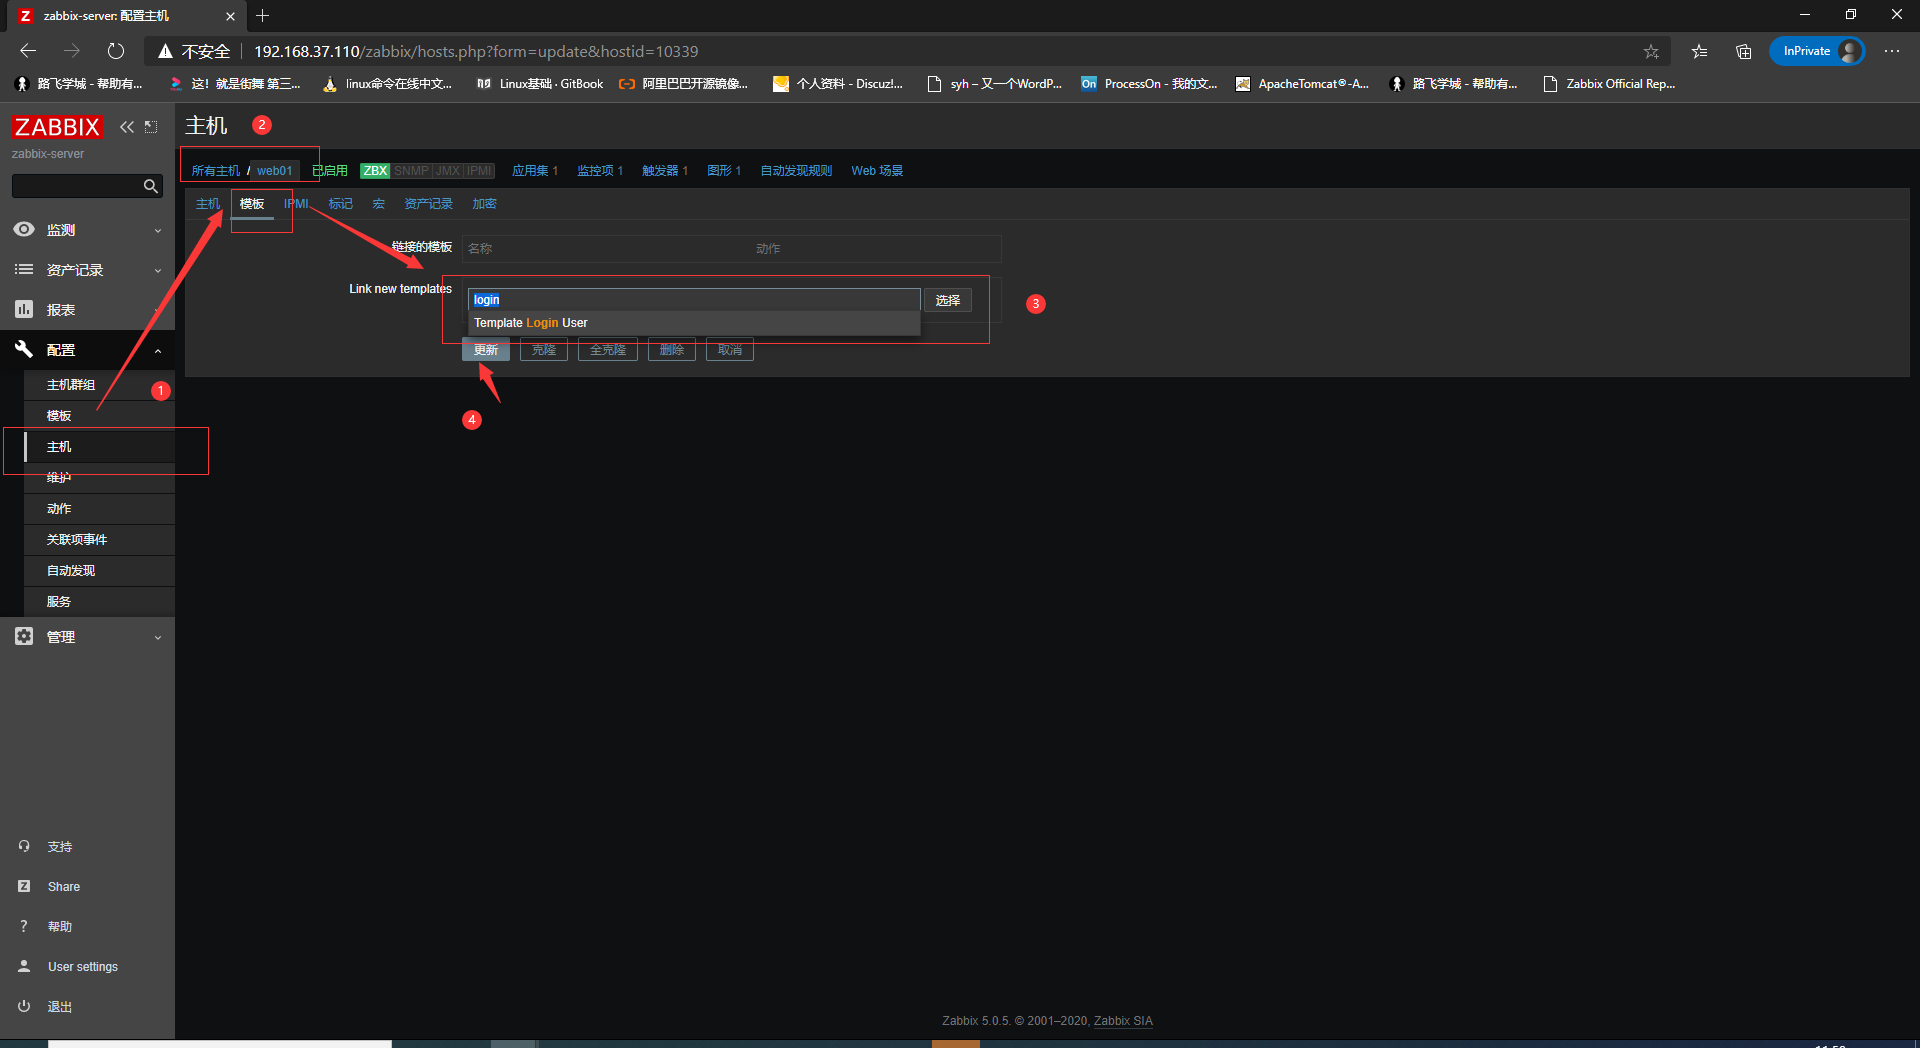 zabbix-server: 配置主机
不安全 192.168.37.110/zabbix/hosts.php?form=update&hostid=10339
InPrivate
路飞学城 - 帮助有... 这！就是街舞 第三... linux命令在线中文... Linux基础 · GitBook 阿里巴巴开源镜像... 个人资料 - Discuz!... syh – 又一个WordP... On ProcessOn - 我的文... ApacheTomcat®-A... 路飞学城 - 帮助有... Zabbix Official Rep...
ZABBIX
zabbix-server
监测
资产记录
报表
配置
主机群组
1
模板
主机
维护
动作
关联项事件
自动发现
服务
管理
支持
Share
帮助
User settings
退出
主机 2
所有主机 / web01 已启用 ZBX SNMP JMX IPMI 应用集 1 监控项 1 触发器 1 图形 1 自动发现规则 Web 场景
主机 模板 IPMI 标记 宏 资产记录 加密
链接的模板 名称 动作
Link new templates login 选择
3
Template Login User
更新 克隆 全克隆 删除 取消
4
Zabbix 5.0.5. © 2001–2020, Zabbix SIA